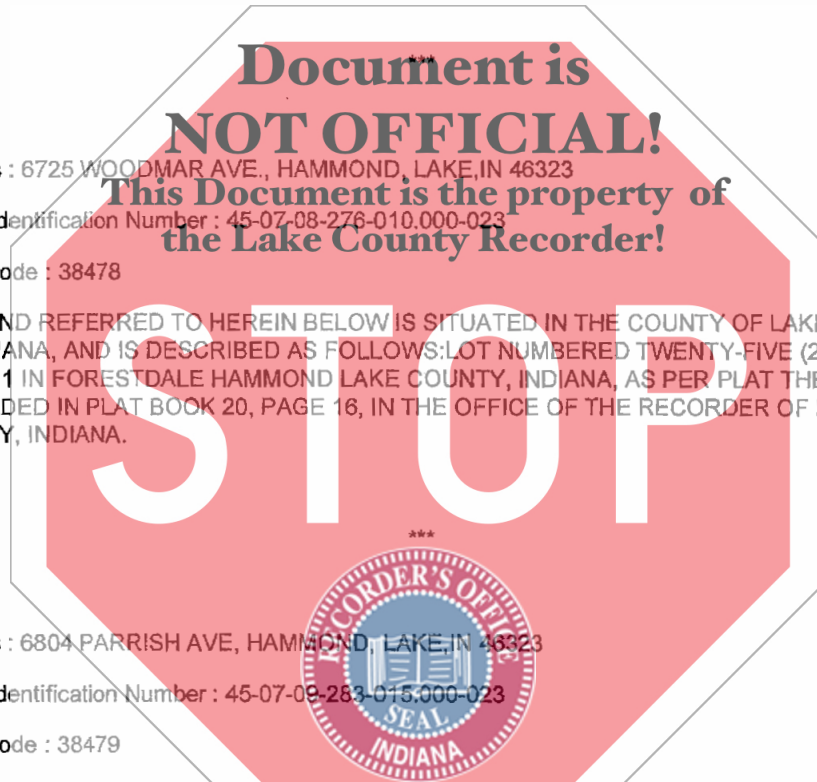 ***
Document is
NOT OFFICIAL!
: 6725 WOODMAR AVE., HAMMOND, LAKE,IN 46323
This Document is the property of
dentification Number : 45-07-08-276-010.000-023
the Lake County Recorder!
ode : 38478
ND REFERRED TO HEREIN BELOW IS SITUATED IN THE COUNTY OF LAKE
ANA, AND IS DESCRIBED AS FOLLOWS:LOT NUMBERED TWENTY-FIVE (2
1 IN FORESTDALE HAMMOND LAKE COUNTY, INDIANA, AS PER PLAT THE
DED IN PLAT BOOK 20, PAGE 16, IN THE OFFICE OF THE RECORDER OF
Y, INDIANA.
STOP
***
RECORDER'S OFFICE
: 6804 PARRISH AVE, HAMMOND, LAKE,IN 46323
dentification Number : 45-07-09-283-015.000-023
SEAL
INDIANA
ode : 38479